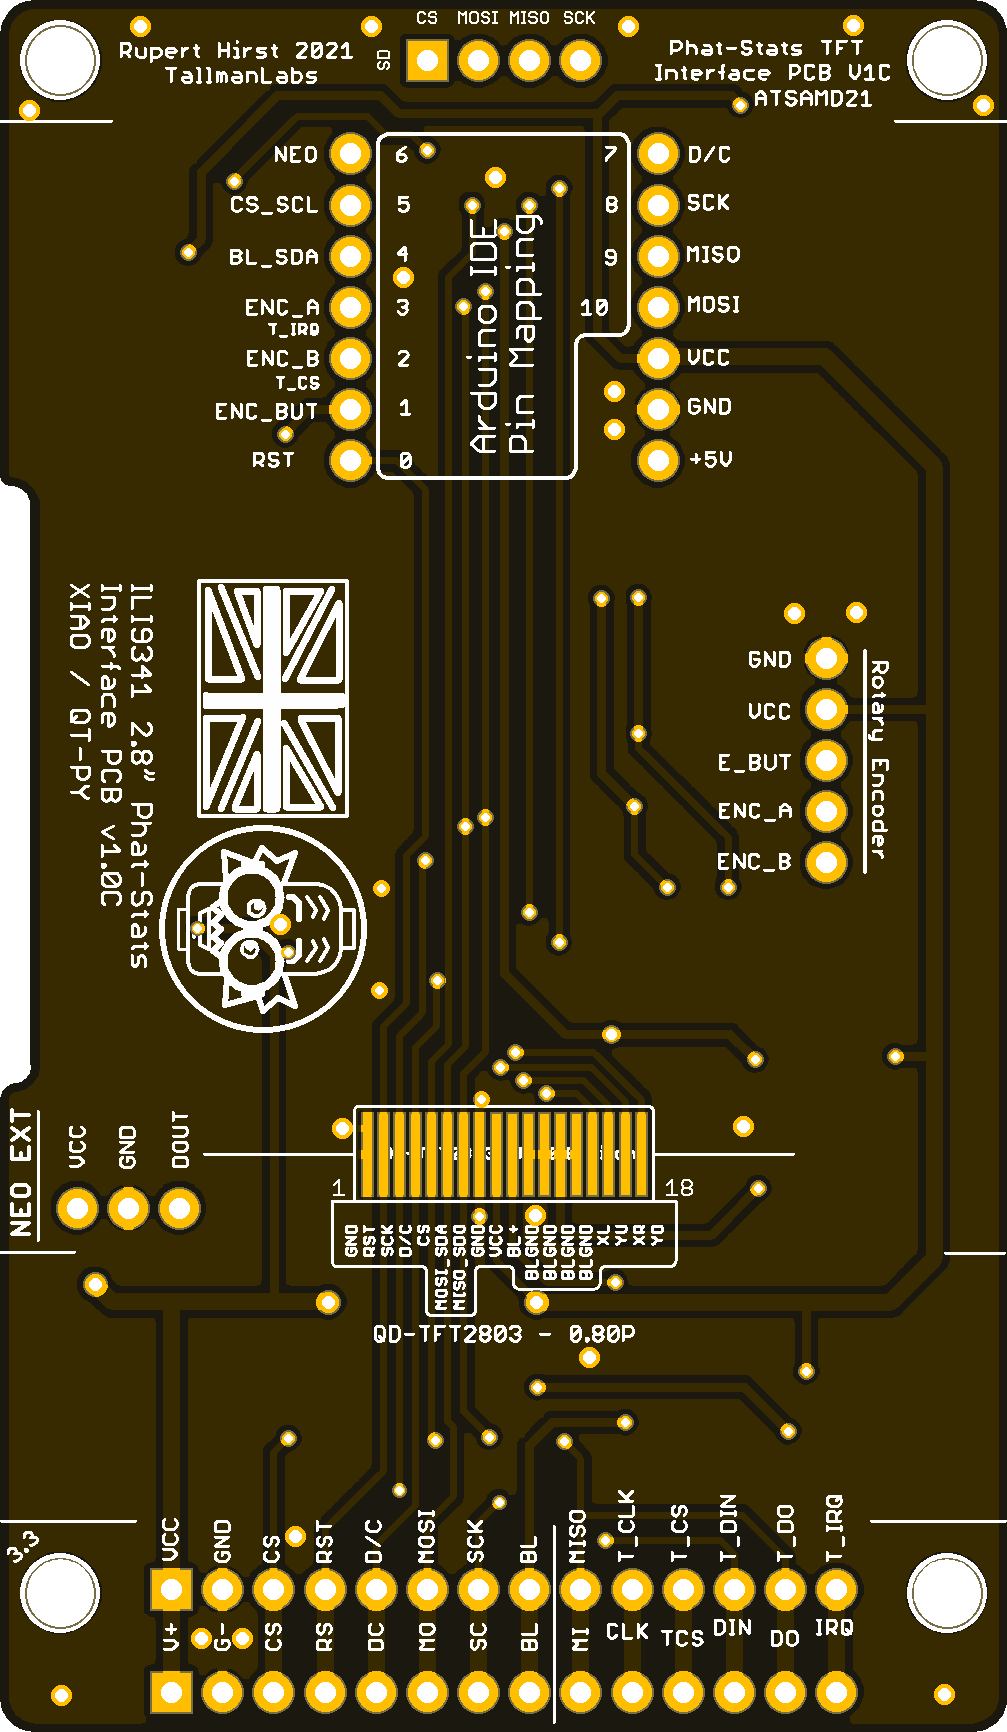 CS MOSI MISO SCK
SD
Rupert Hirst 2021
TallmanLabs
Phat-Stats TFT
Interface PCB V1C
ATSAMD21
NEO 6 7 D/C
CS_SCL 5 8 SCK
BL_SDA 4 9 MISO
ENC_A 3 10 MOSI
T_IRQ
ENC_B 2 VCC
T_CS
ENC_BUT 1 GND
RST 0 +5V
Arduino IDE
Pin Mapping
ILI9341 2.8" Phat-Stats
Interface PCB v1.0C
XIAO / QT-PY
GND
VCC
E_BUT
ENC_A
ENC_B
Rotary Encoder
NEO EXT
VCC
GND
DOUT
1
18
GND
RST
SCK
D/C
CS
MOSI_SDA
MISO_SDO
GND
VCC
BL+
BLGND
BLGND
BLGND
BLGND
XL
YU
XR
YD
QD-TFT2803 - 0.80P
3.3
VCC GND CS RST D/C MOSI SCK BL MISO T_CLK T_CS T_DIN T_DO T_IRQ
V+ G- CS RS DC MO SC BL MI CLK TCS DIN DO IRQ